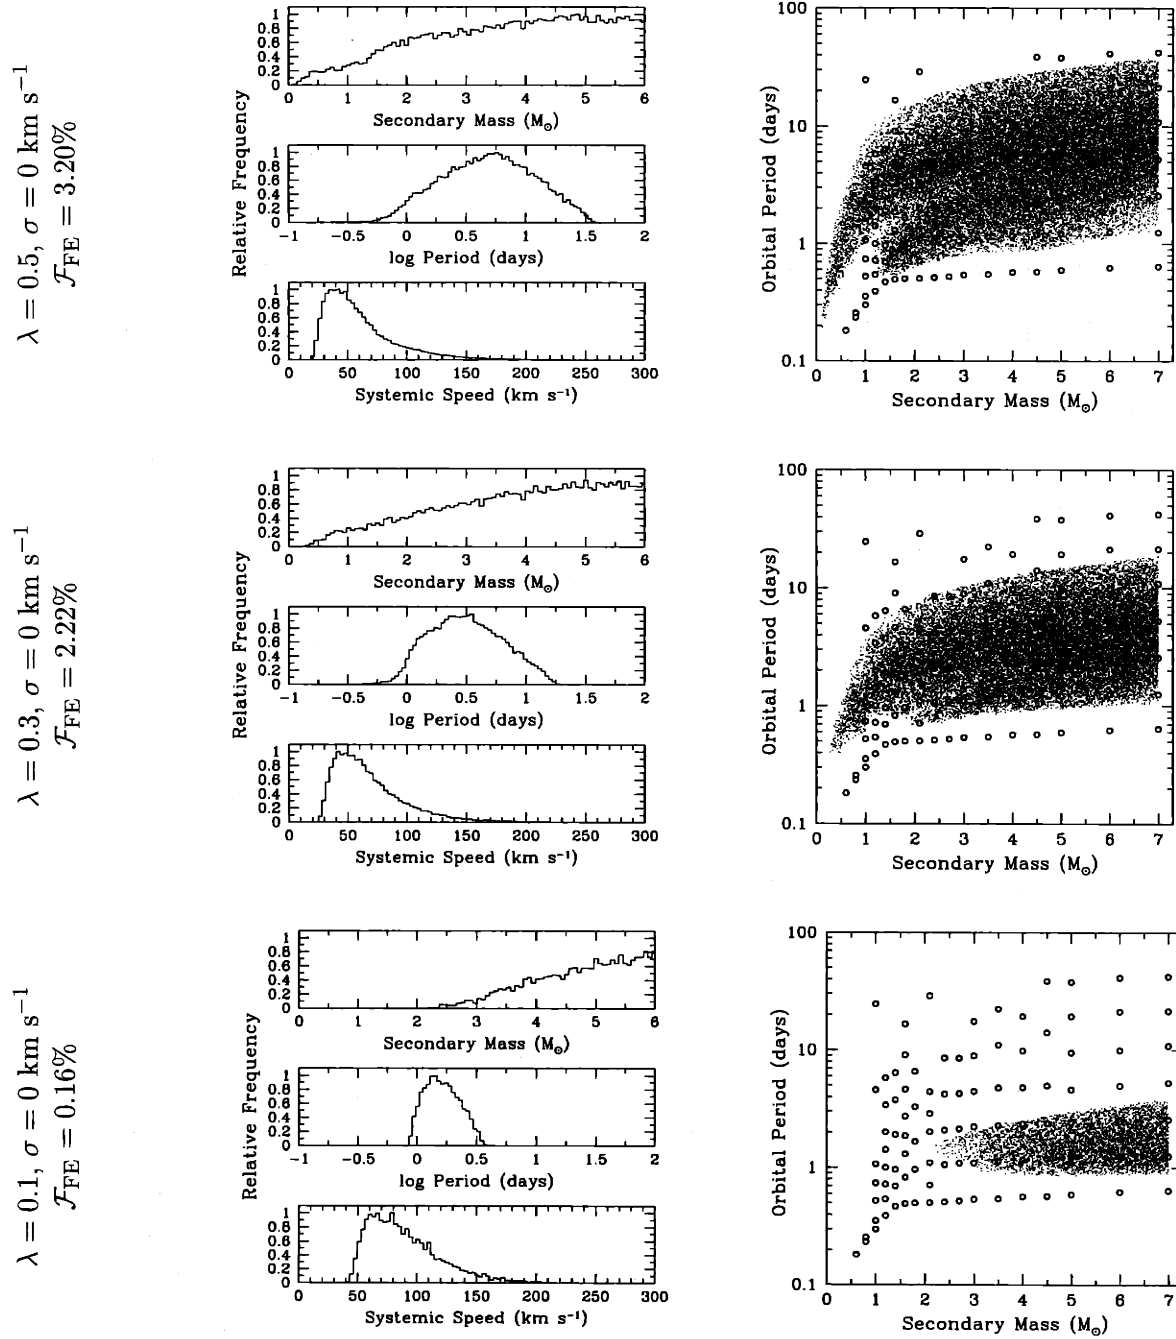 λ = 0.5, σ = 0 km s⁻¹
𝓕_FE = 3.20%
Relative Frequency
1
0.8
0.6
0.4
0.2
0
0 1 2 3 4 5 6
Secondary Mass (M⊙)
1
0.8
0.6
0.4
0.2
0
−1 −0.5 0 0.5 1 1.5 2
log Period (days)
1
0.8
0.6
0.4
0.2
0
0 50 100 150 200 250 300
Systemic Speed (km s⁻¹)
Orbital Period (days)
100
10
1
0.1
0 1 2 3 4 5 6 7
Secondary Mass (M⊙)
λ = 0.3, σ = 0 km s⁻¹
𝓕_FE = 2.22%
Relative Frequency
1
0.8
0.6
0.4
0.2
0
0 1 2 3 4 5 6
Secondary Mass (M⊙)
1
0.8
0.6
0.4
0.2
0
−1 −0.5 0 0.5 1 1.5 2
log Period (days)
1
0.8
0.6
0.4
0.2
0
0 50 100 150 200 250 300
Systemic Speed (km s⁻¹)
Orbital Period (days)
100
10
1
0.1
0 1 2 3 4 5 6 7
Secondary Mass (M⊙)
λ = 0.1, σ = 0 km s⁻¹
𝓕_FE = 0.16%
Relative Frequency
1
0.8
0.6
0.4
0.2
0
0 1 2 3 4 5 6
Secondary Mass (M⊙)
1
0.8
0.6
0.4
0.2
0
−1 −0.5 0 0.5 1 1.5 2
log Period (days)
1
0.8
0.6
0.4
0.2
0
0 50 100 150 200 250 300
Systemic Speed (km s⁻¹)
Orbital Period (days)
100
10
1
0.1
0 1 2 3 4 5 6 7
Secondary Mass (M⊙)